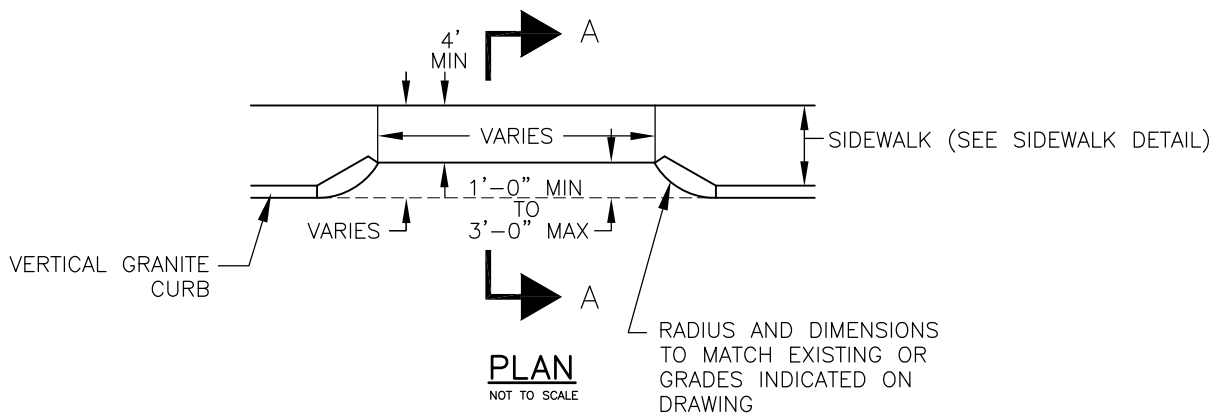 4'
MIN
A
VARIES
SIDEWALK (SEE SIDEWALK DETAIL)
1'-0" MIN
TO
3'-0" MAX
VARIES
VERTICAL GRANITE
CURB
A
RADIUS AND DIMENSIONS
TO MATCH EXISTING OR
GRADES INDICATED ON
DRAWING
PLAN
NOT TO SCALE